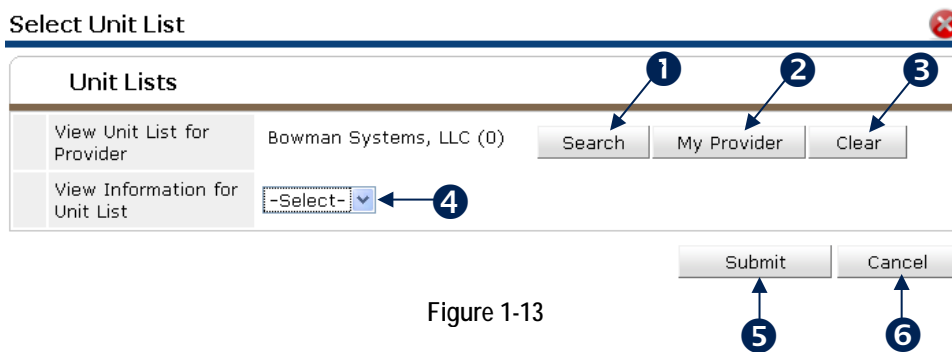 Select Unit List
Unit Lists
1 2 3
View Unit List for
Provider
Bowman Systems, LLC (0) Search My Provider Clear
View Information for
Unit List
-Select- 4
Submit Cancel
Figure 1-13
5 6